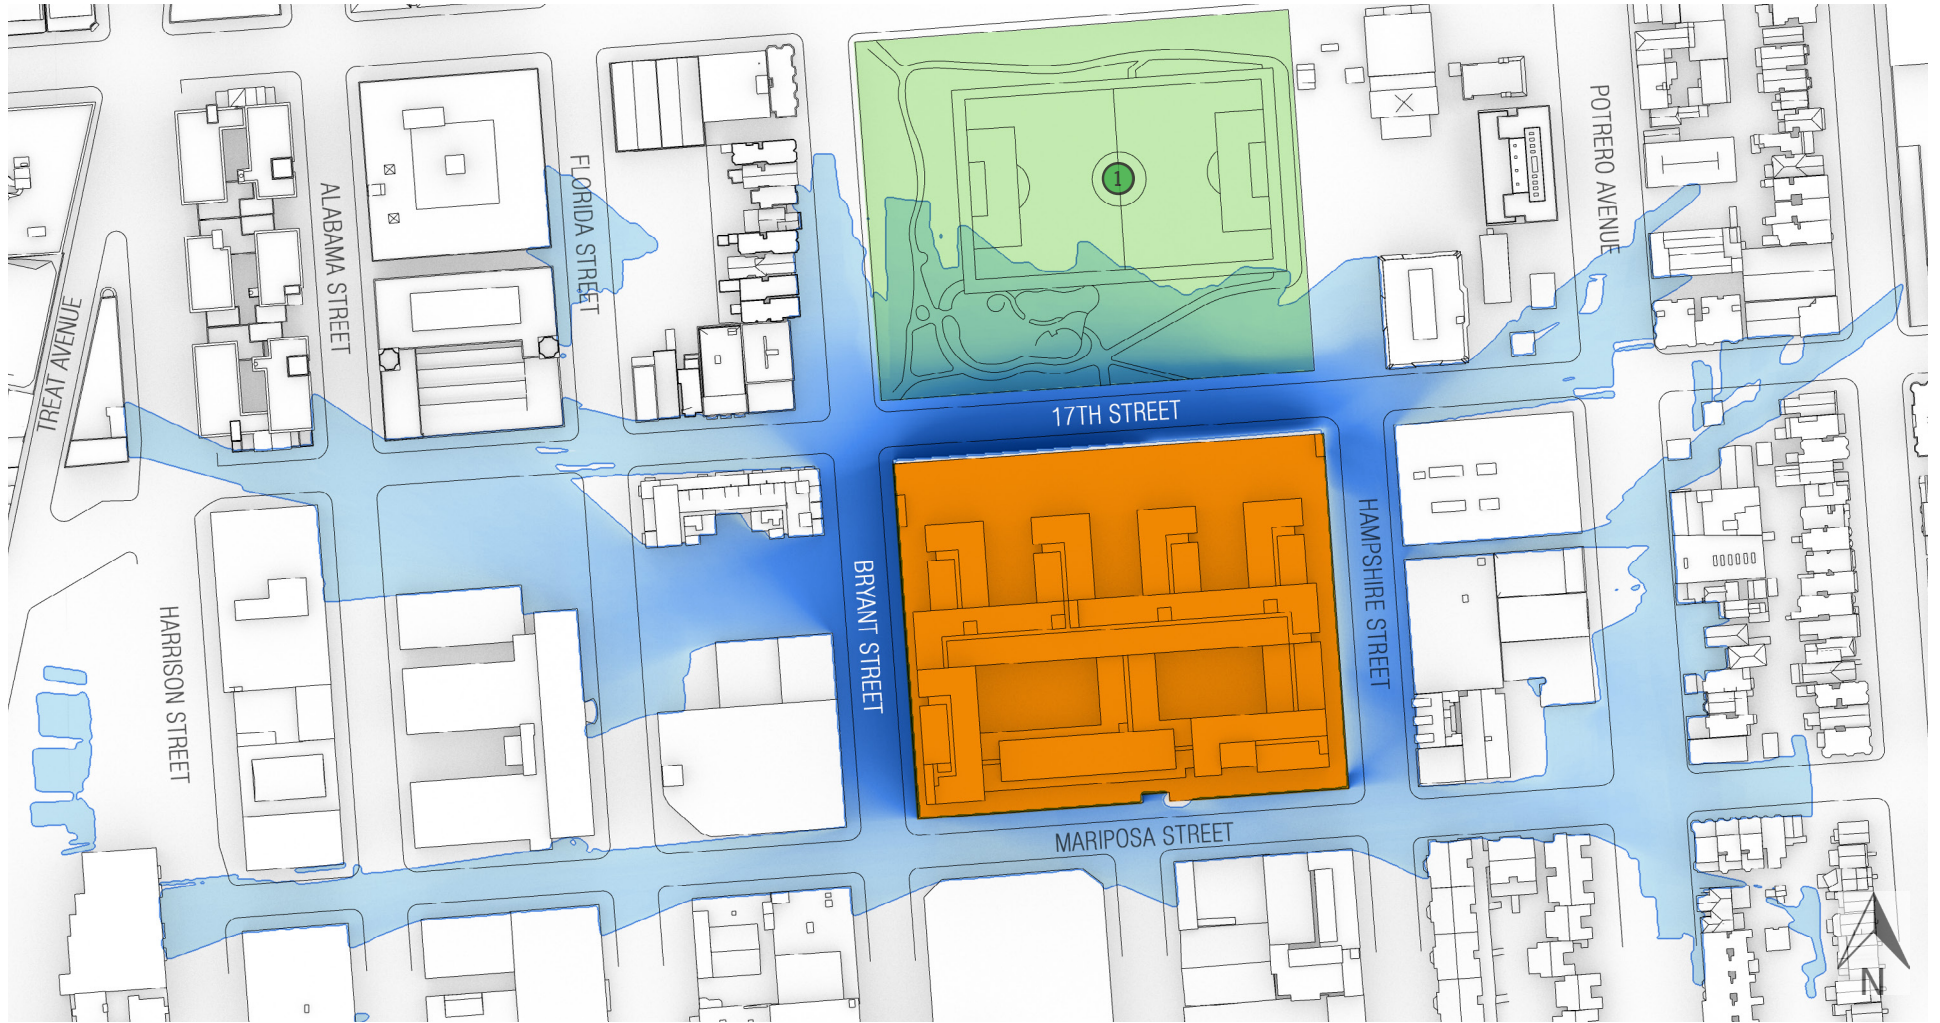 1
POTRERO AVENUE
FLORIDA STREET
ALABAMA STREET
TREAT AVENUE
17TH STREET
HAMPSHIRE STREET
BRYANT STREET
HARRISON STREET
MARIPOSA STREET
N